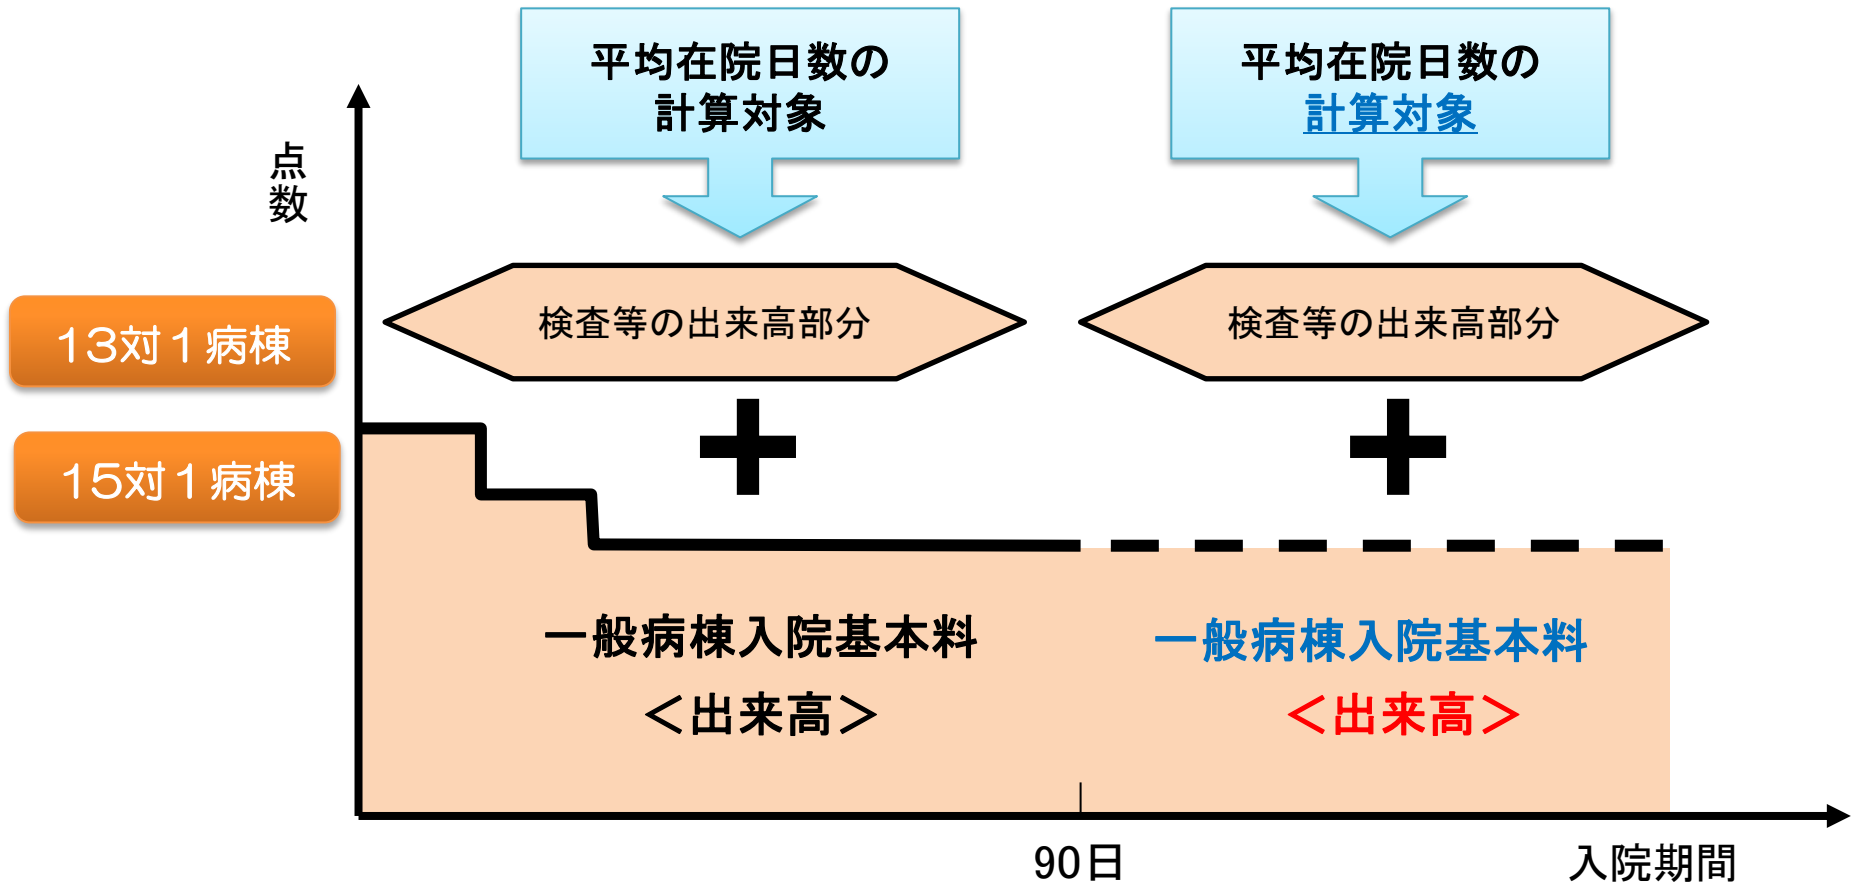 平均在院日数の
計算対象
平均在院日数の
計算対象
点数
検査等の出来高部分
検査等の出来高部分
１３対１病棟
１５対１病棟
一般病棟入院基本料
＜出来高＞
一般病棟入院基本料
＜出来高＞
90日
入院期間